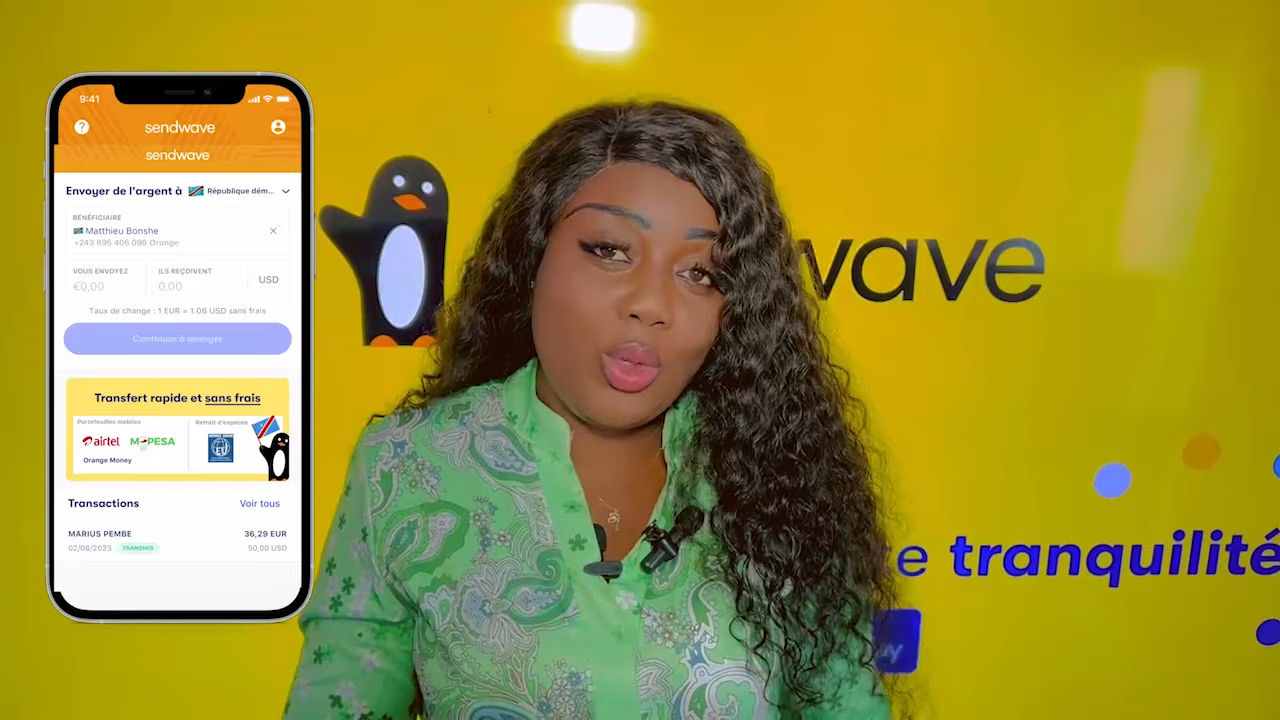 9:41
sendwave
sendwave
Envoyer de l'argent à République dém...
BÉNÉFICIAIRE
Matthieu Bonshe
+243 895 406 096 Orange
VOUS ENVOYEZ
ILS REÇOIVENT
€0,00
0,00
USD
Taux de change : 1 EUR = 1.06 USD sans frais
Continuer à envoyer
Transfert rapide et sans frais
Portefeuilles mobiles
Retrait d'espèces
airtel
M-PESA
Orange Money
Transactions
Voir tous
MARIUS PEMBE
36,29 EUR
02/08/2023
TRANSMIS
50,00 USD
wave
e tranquilité